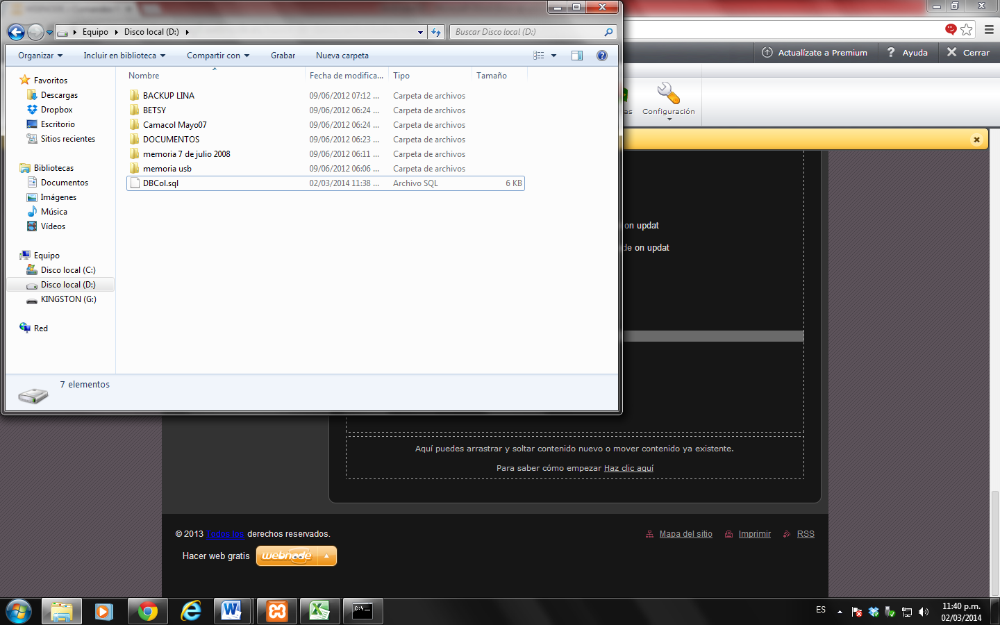 Equipo
Disco local (D:)
Buscar Disco local (D:)
Organizar
Incluir en biblioteca
Compartir con
Grabar
Nueva carpeta
Actualízate a Premium
Ayuda
Cerrar
Configuración
Favoritos
Descargas
Dropbox
Escritorio
Sitios recientes
Bibliotecas
Documentos
Imágenes
Música
Vídeos
Equipo
Disco local (C:)
Disco local (D:)
KINGSTON (G:)
Red
Nombre Fecha de modifica... Tipo Tamaño
BACKUP LINA 09/06/2012 07:12 ... Carpeta de archivos
BETSY 09/06/2012 06:24 ... Carpeta de archivos
Camacol Mayo07 09/06/2012 06:24 ... Carpeta de archivos
DOCUMENTOS 09/06/2012 06:23 ... Carpeta de archivos
memoria 7 de julio 2008 09/06/2012 06:11 ... Carpeta de archivos
memoria usb 09/06/2012 06:06 ... Carpeta de archivos
DBCol.sql 02/03/2014 11:38 ... Archivo SQL 6 KB
7 elementos
on updat
de on updat
Aquí puedes arrastrar y soltar contenido nuevo o mover contenido ya existente.
Para saber cómo empezar Haz clic aquí
© 2013 Todos los derechos reservados.
Mapa del sitio
Imprimir
RSS
Hacer web gratis
webnode
ES
11:40 p.m.
02/03/2014